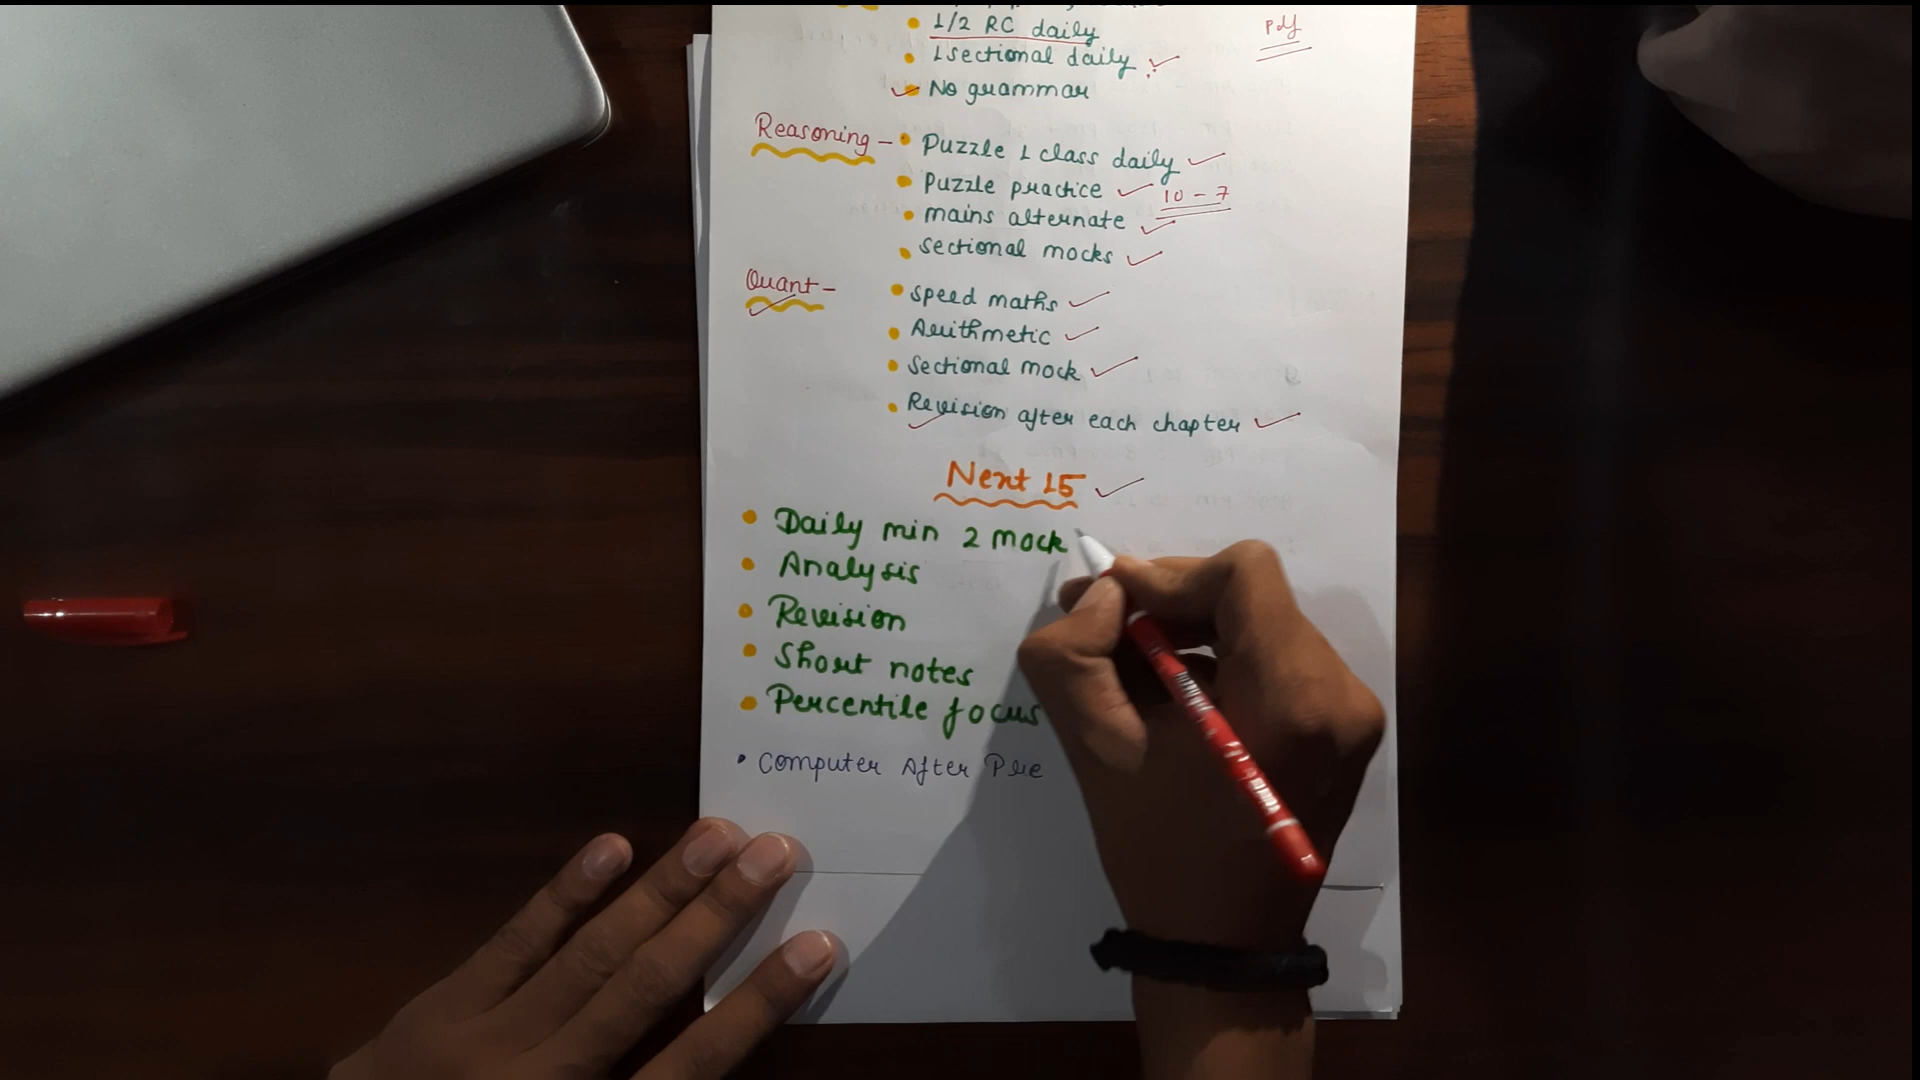 1/2 RC daily
pdf
1 sectional daily
No grammar
Reasoning - Puzzle 1 class daily
Puzzle practice 10 - 7
mains alternate
sectional mocks
Quant - speed maths
Arithmetic
Sectional mock
Revision after each chapter
Next 15
Daily min 2 mock
Analysis
Revision
Short notes
Percentile focus
Computer After Pre